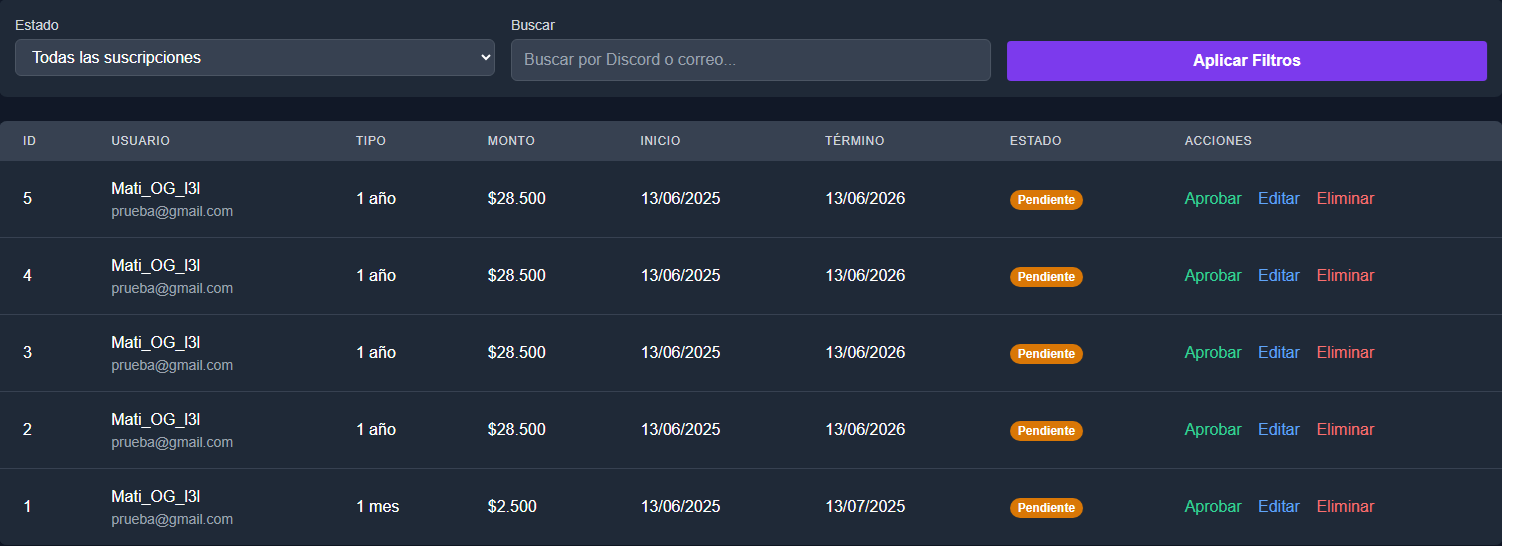 Estado
Buscar
Todas las suscripciones
Buscar por Discord o correo...
Aplicar Filtros
ID USUARIO TIPO MONTO INICIO TÉRMINO ESTADO ACCIONES
Mati_OG_l3l
5 1 año $28.500 13/06/2025 13/06/2026 Pendiente Aprobar Editar Eliminar
prueba@gmail.com
Mati_OG_l3l
4 1 año $28.500 13/06/2025 13/06/2026 Pendiente Aprobar Editar Eliminar
prueba@gmail.com
Mati_OG_l3l
3 1 año $28.500 13/06/2025 13/06/2026 Pendiente Aprobar Editar Eliminar
prueba@gmail.com
Mati_OG_l3l
2 1 año $28.500 13/06/2025 13/06/2026 Pendiente Aprobar Editar Eliminar
prueba@gmail.com
Mati_OG_l3l
1 1 mes $2.500 13/06/2025 13/07/2025 Pendiente Aprobar Editar Eliminar
prueba@gmail.com